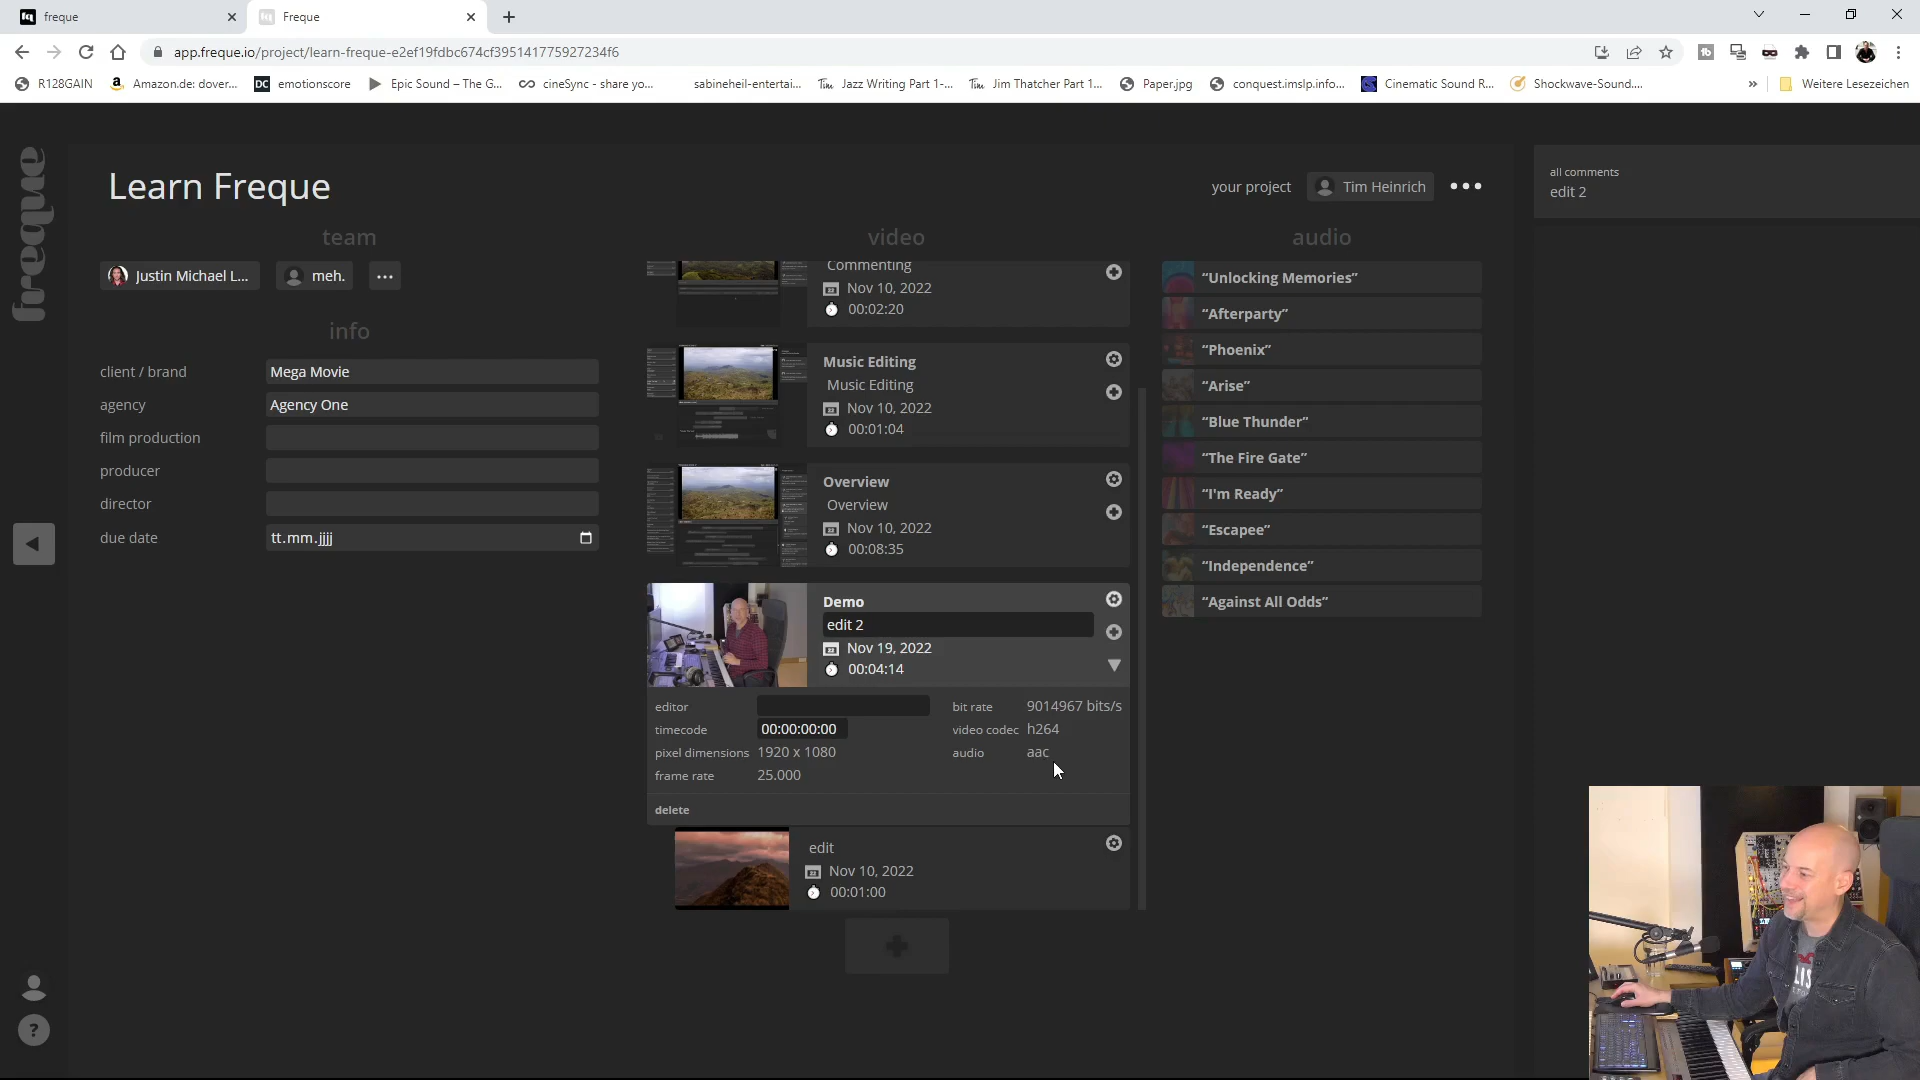 freque
Freque
app.freque.io/project/learn-freque-e2ef19fdbc674cf395141775927234f6
R128GAIN
Amazon.de: dover...
DC emotionscore
Epic Sound – The G...
cineSync - share yo...
sabineheil-entertai...
Tim Jazz Writing Part 1-...
Tim Jim Thatcher Part 1...
Paper.jpg
conquest.imslp.info...
Cinematic Sound R...
Shockwave-Sound....
»
Weitere Lesezeichen
freque
Learn Freque
your project
Tim Heinrich
all comments
edit 2
team
video
audio
Justin Michael L...
meh.
info
client / brand Mega Movie
agency Agency One
film production
producer
director
due date tt.mm.jjjj
Commenting
Nov 10, 2022
00:02:20
Music Editing
Music Editing
Nov 10, 2022
00:01:04
Overview
Overview
Nov 10, 2022
00:08:35
Demo
edit 2
Nov 19, 2022
00:04:14
editor
bit rate 9014967 bits/s
timecode 00:00:00:00
video codec h264
pixel dimensions 1920 x 1080
audio aac
frame rate 25.000
delete
edit
Nov 10, 2022
00:01:00
“Unlocking Memories”
“Afterparty”
“Phoenix”
“Arise”
“Blue Thunder”
“The Fire Gate”
“I'm Ready”
“Escapee”
“Independence”
“Against All Odds”
?